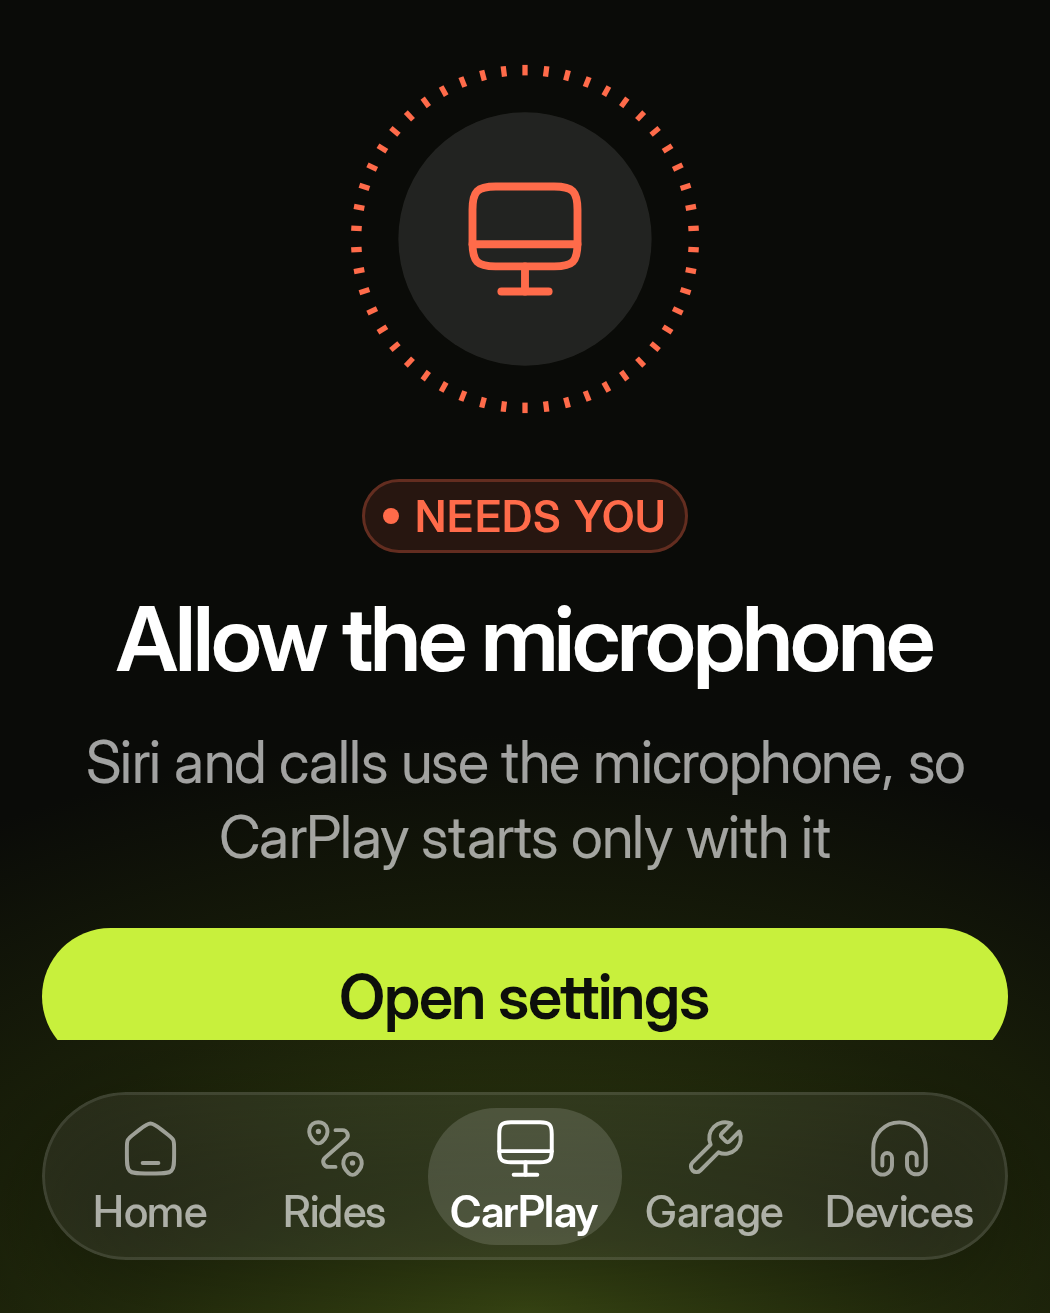 NEEDS YOU
Allow the microphone
Siri and calls use the microphone, so
CarPlay starts only with it
Open settings
Home
Rides
CarPlay
Garage
Devices